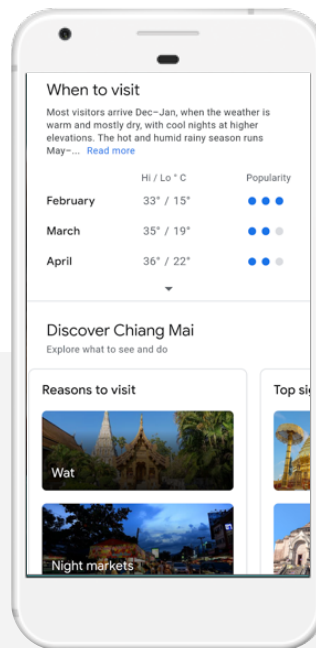 When to visit
Most visitors arrive Dec–Jan, when the weather is
warm and mostly dry, with cool nights at higher
elevations. The hot and humid rainy season runs
May–... Read more
Hi / Lo ° C Popularity
February 33° / 15°
March 35° / 19°
April 36° / 22°
Discover Chiang Mai
Explore what to see and do
Reasons to visit
Top si
Wat
Night markets